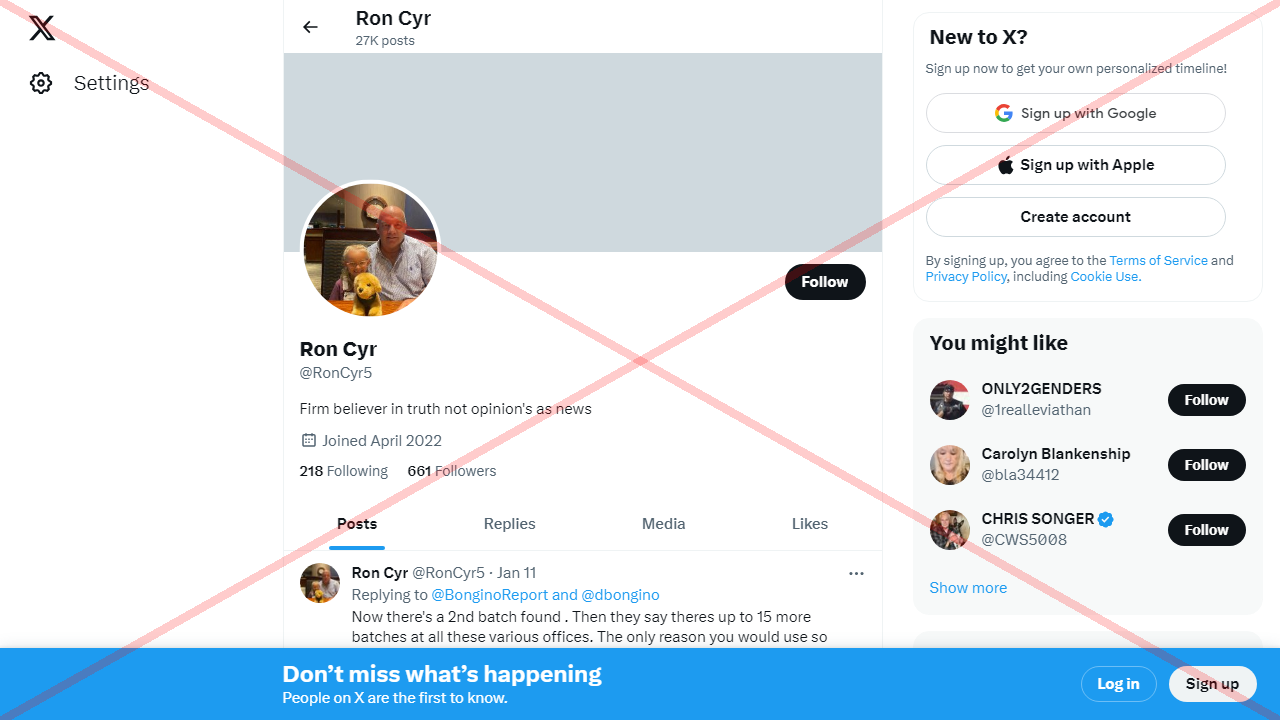 Settings
Ron Cyr
27K posts
Follow
Ron Cyr
@RonCyr5
Firm believer in truth not opinion's as news
Joined April 2022
218 Following 661 Followers
Posts Replies Media Likes
Ron Cyr @RonCyr5 · Jan 11
Replying to @BonginoReport and @dbongino
Now there's a 2nd batch found . Then they say theres up to 15 more
batches at all these various offices. The only reason you would use so
New to X?
Sign up now to get your own personalized timeline!
Sign up with Google
Sign up with Apple
Create account
By signing up, you agree to the Terms of Service and
Privacy Policy, including Cookie Use.
You might like
ONLY2GENDERS
@1realleviathan
Follow
Carolyn Blankenship
@bla34412
Follow
CHRIS SONGER
@CWS5008
Follow
Show more
Don’t miss what’s happening
People on X are the first to know.
Log in
Sign up